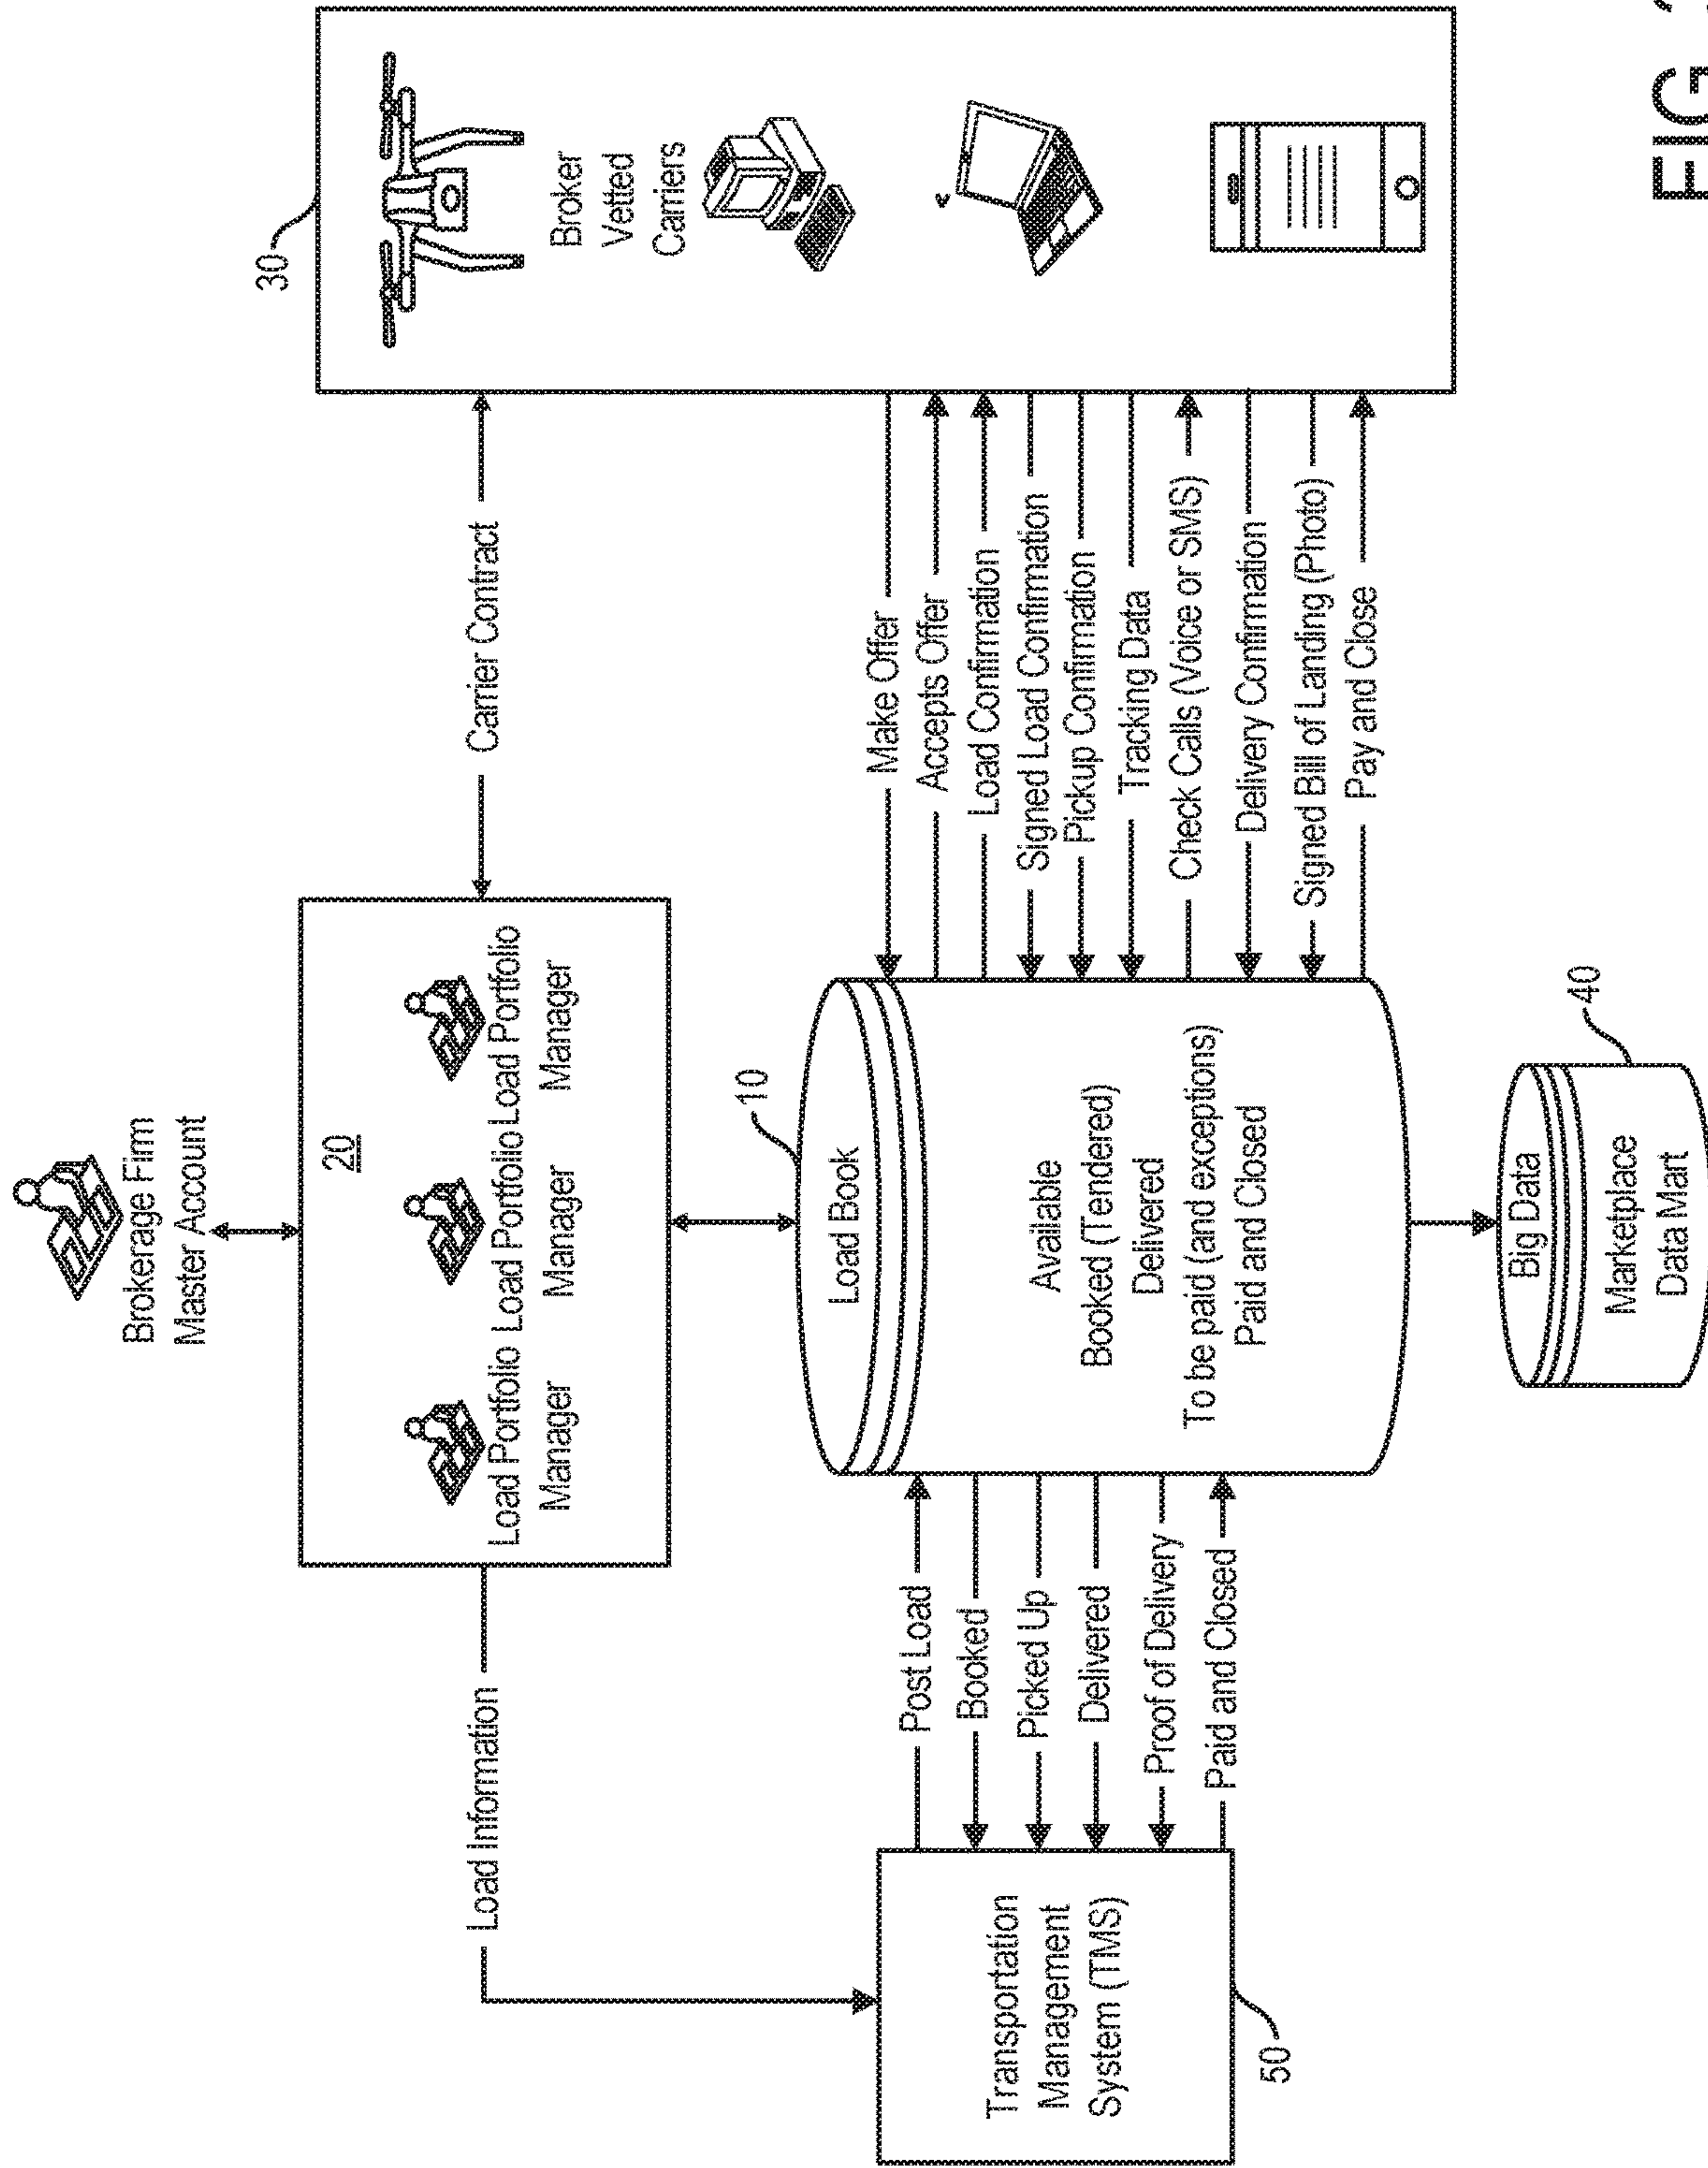 Brokerage Firm
Master Account
20
Load Portfolio
Manager
Load Portfolio
Manager
Load Portfolio
Manager
30
Broker
Vetted
Carriers
Load Information
Carrier Contract
10
Load Book
Available
Booked (Tendered)
Delivered
To be paid (and exceptions)
Paid and Closed
Post Load
Booked
Picked Up
Delivered
Proof of Delivery
Paid and Closed
Make Offer
Accepts Offer
Load Confirmation
Signed Load Confirmation
Pickup Confirmation
Tracking Data
Check Calls (Voice or SMS)
Delivery Confirmation
Signed Bill of Landing (Photo)
Pay and Close
Transportation
Management
System (TMS)
50
Big Data
Marketplace
Data Mart
40
FIG